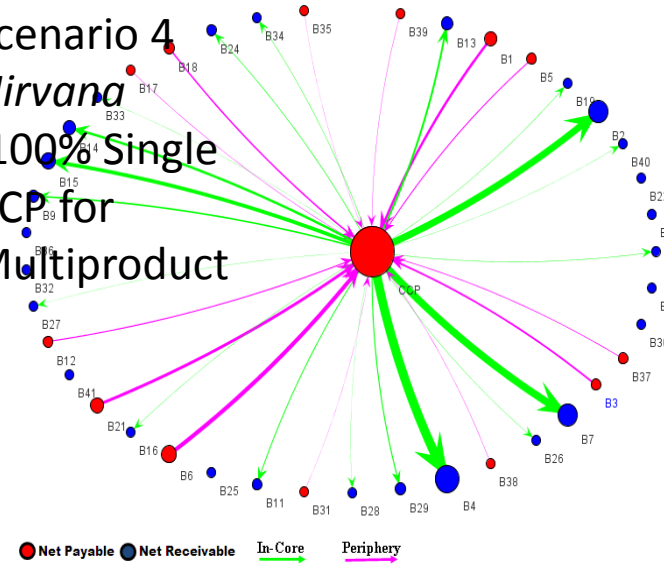 cenario 4
Nirvana
100% Single
CP for
Multiproduct
B35
B39
B34
B13
B24
B1
B18
B5
B17
B19
B33
B2
B14
B40
B15
B9
B36
CCP
B32
B27
B12
B37
B41
B3
B21
B7
B16
B26
B6
B38
B25
B11
B31
B28
B29
B4
Net Payable
Net Receivable
In-Core
Periphery